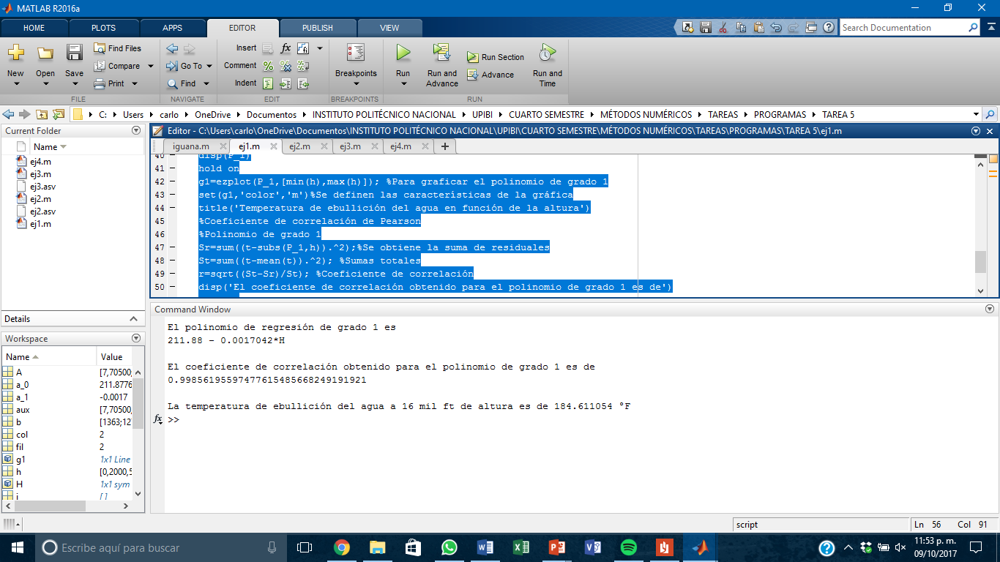 MATLAB R2016a
HOME PLOTS APPS EDITOR PUBLISH VIEW
Search Documentation
New Open Save
Find Files
Compare
Print
Go To
Find
Insert fx
Comment
Indent
Breakpoints
Run
Run and Advance
Run Section
Advance
Run and Time
FILE NAVIGATE EDIT BREAKPOINTS RUN
C: Users carlo OneDrive Documentos INSTITUTO POLITÉCNICO NACIONAL UPIBI CUARTO SEMESTRE MÉTODOS NUMÉRICOS TAREAS PROGRAMAS TAREA 5
Current Folder
Name
ej4.m
ej3.m
ej3.asv
ej2.m
ej2.asv
ej1.m
Details
Workspace
Name Value
A [7,70500,
a_0 211.8776
a_1 -0.0017
aux [7,70500,
b [1363;127
col 2
fil 2
g1 1x1 Line
h [0,2000,5
H 1x1 sym
i []
Editor - C:\Users\carlo\OneDrive\Documentos\INSTITUTO POLITÉCNICO NACIONAL\UPIBI\CUARTO SEMESTRE\MÉTODOS NUMÉRICOS\TAREAS\PROGRAMAS\TAREA 5\ej1.m
iguana.m ej1.m ej2.m ej3.m ej4.m
40 disp(P_1)
41 hold on
42 g1=ezplot(P_1,[min(h),max(h)]); %Para graficar el polinomio de grado 1
43 set(g1,'color','m')%Se definen las características de la gráfica
44 title('Temperatura de ebullición del agua en función de la altura')
45 %Coeficiente de correlación de Pearson
46 %Polinomio de grado 1
47 Sr=sum((t-subs(P_1,h)).^2);%Se obtiene la suma de residuales
48 St=sum((t-mean(t)).^2); %Sumas totales
49 r=sqrt((St-Sr)/St); %Coeficiente de correlación
50 disp('El coeficiente de correlación obtenido para el polinomio de grado 1 es de')
Command Window
El polinomio de regresión de grado 1 es
211.88 - 0.0017042*H
El coeficiente de correlación obtenido para el polinomio de grado 1 es de
0.99856195597477615485668249191921
La temperatura de ebullición del agua a 16 mil ft de altura es de 184.611054 °F
fx >>
script Ln 56 Col 91
Escribe aquí para buscar
11:53 p. m.
09/10/2017